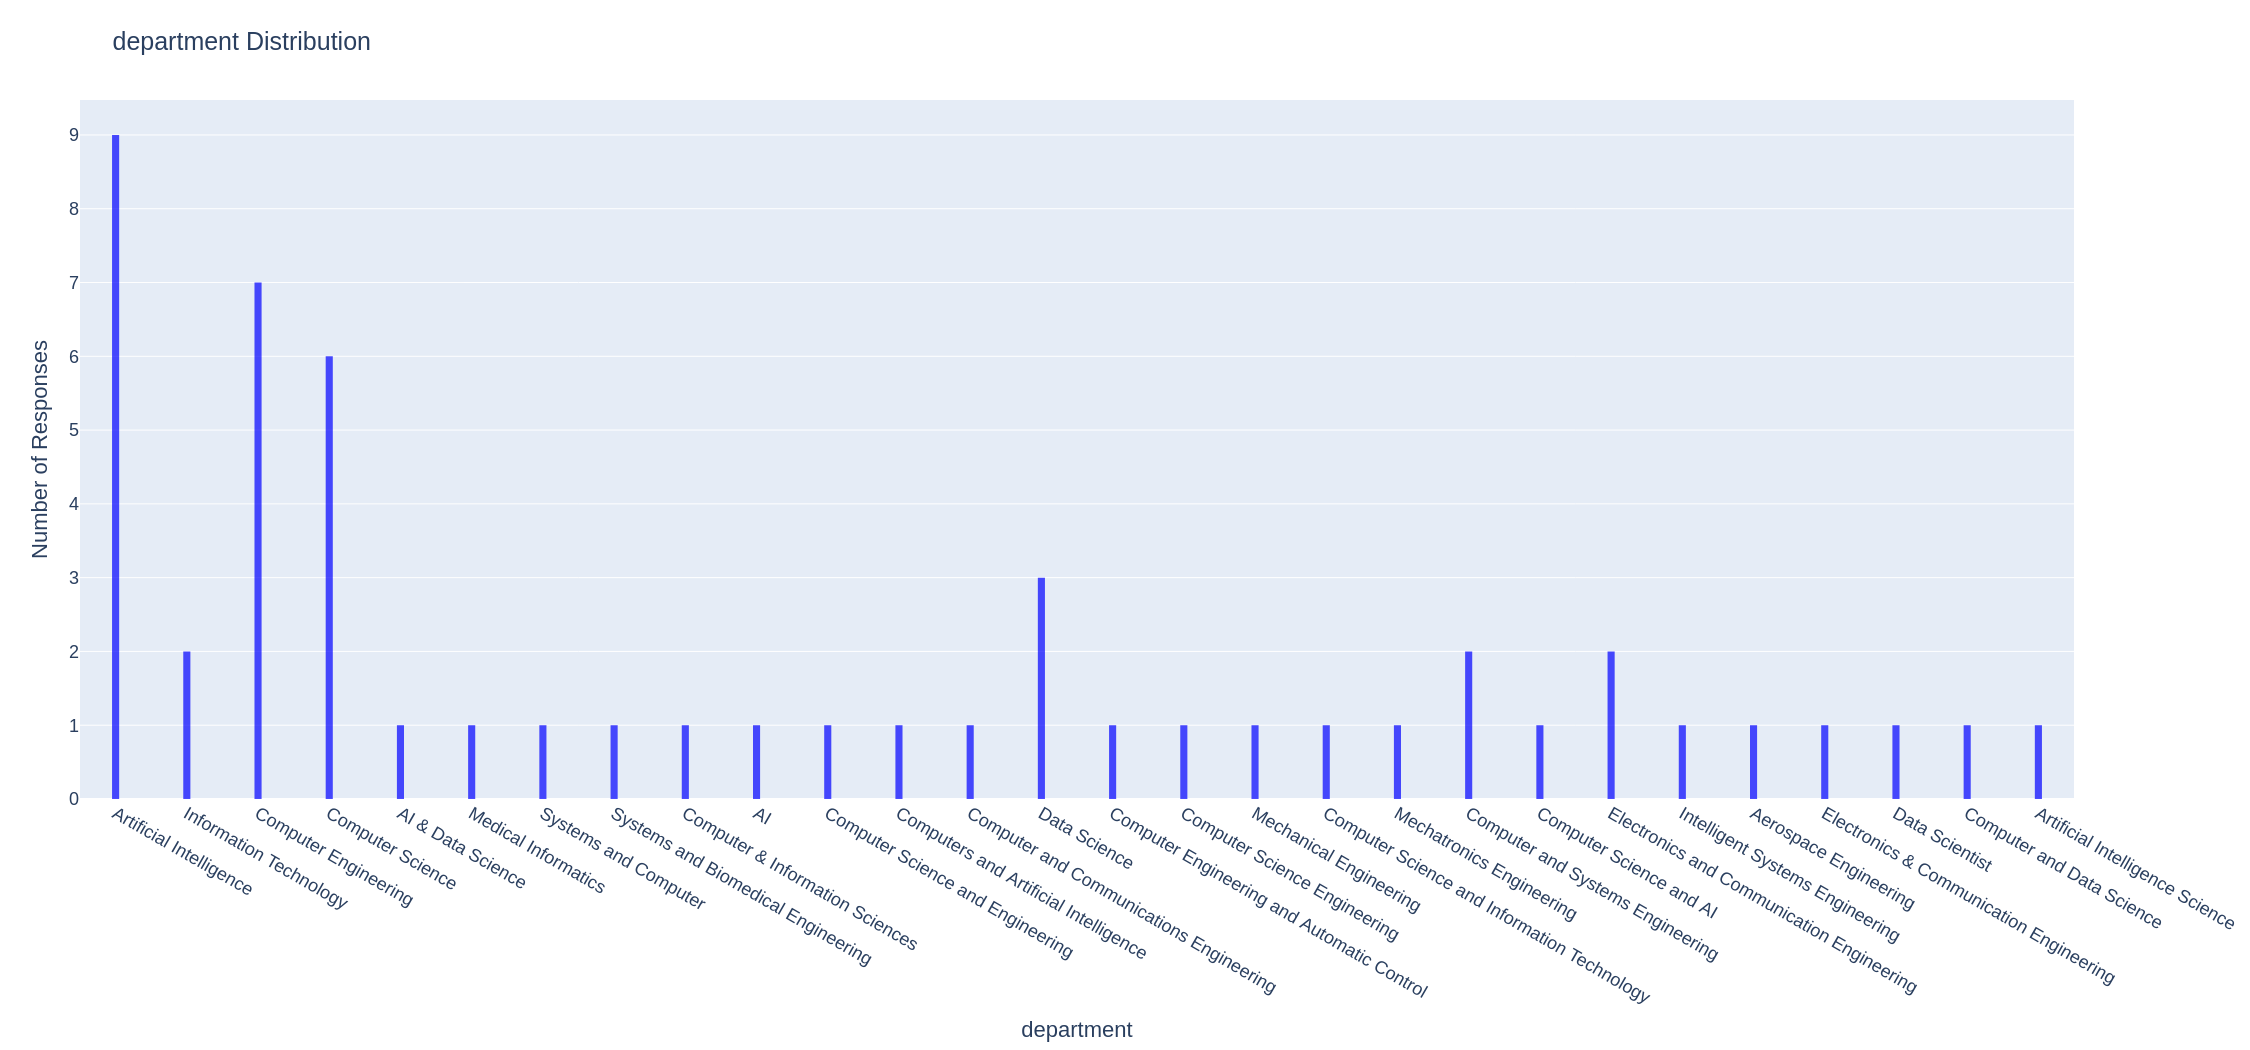 department Distribution
Number of Responses
9
8
7
6
5
4
3
2
1
0
Artificial Intelligence
Information Technology
Computer Engineering
Computer Science
AI & Data Science
Medical Informatics
Systems and Computer
Systems and Biomedical Engineering
Computer & Information Sciences
AI
Computer Science and Engineering
Computers and Artificial Intelligence
Computer and Communications Engineering
Data Science
Computer Engineering and Automatic Control
Computer Science Engineering
Mechanical Engineering
Computer Science and Information Technology
Mechatronics Engineering
Computer and Systems Engineering
Computer Science and AI
Electronics and Communication Engineering
Intelligent Systems Engineering
Aerospace Engineering
Electronics & Communication Engineering
Data Scientist
Computer and Data Science
Artificial Intelligence Science
department